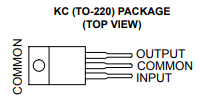 KC (TO-220) PACKAGE
(TOP VIEW)
COMMON
OUTPUT
COMMON
INPUT